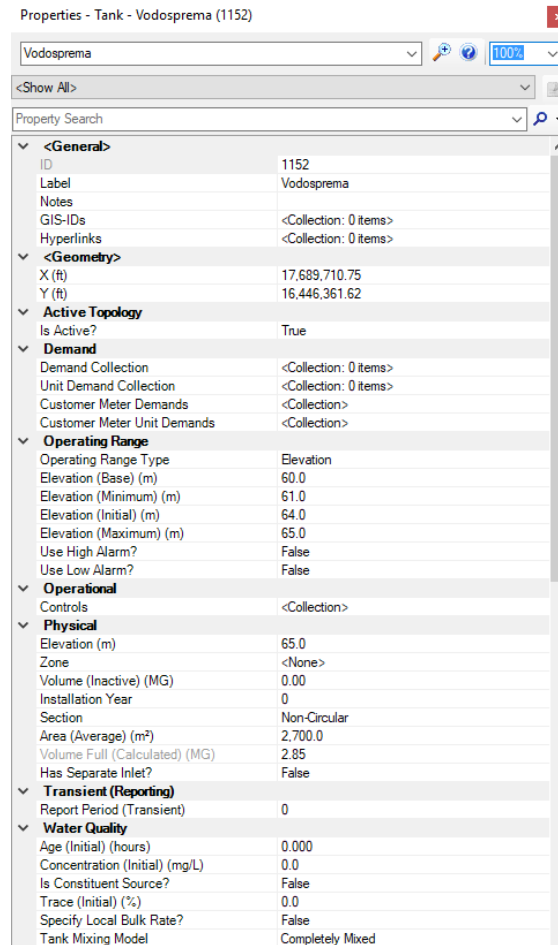 Properties - Tank - Vodosprema (1152)
Vodosprema 100%
<Show All>
Property Search
<General>
ID 1152
Label Vodosprema
Notes
GIS-IDs <Collection: 0 items>
Hyperlinks <Collection: 0 items>
<Geometry>
X (ft) 17,689,710.75
Y (ft) 16,446,361.62
Active Topology
Is Active? True
Demand
Demand Collection <Collection: 0 items>
Unit Demand Collection <Collection: 0 items>
Customer Meter Demands <Collection>
Customer Meter Unit Demands <Collection>
Operating Range
Operating Range Type Elevation
Elevation (Base) (m) 60.0
Elevation (Minimum) (m) 61.0
Elevation (Initial) (m) 64.0
Elevation (Maximum) (m) 65.0
Use High Alarm? False
Use Low Alarm? False
Operational
Controls <Collection>
Physical
Elevation (m) 65.0
Zone <None>
Volume (Inactive) (MG) 0.00
Installation Year 0
Section Non-Circular
Area (Average) (m²) 2,700.0
Volume Full (Calculated) (MG) 2.85
Has Separate Inlet? False
Transient (Reporting)
Report Period (Transient) 0
Water Quality
Age (Initial) (hours) 0.000
Concentration (Initial) (mg/L) 0.0
Is Constituent Source? False
Trace (Initial) (%) 0.0
Specify Local Bulk Rate? False
Tank Mixing Model Completely Mixed